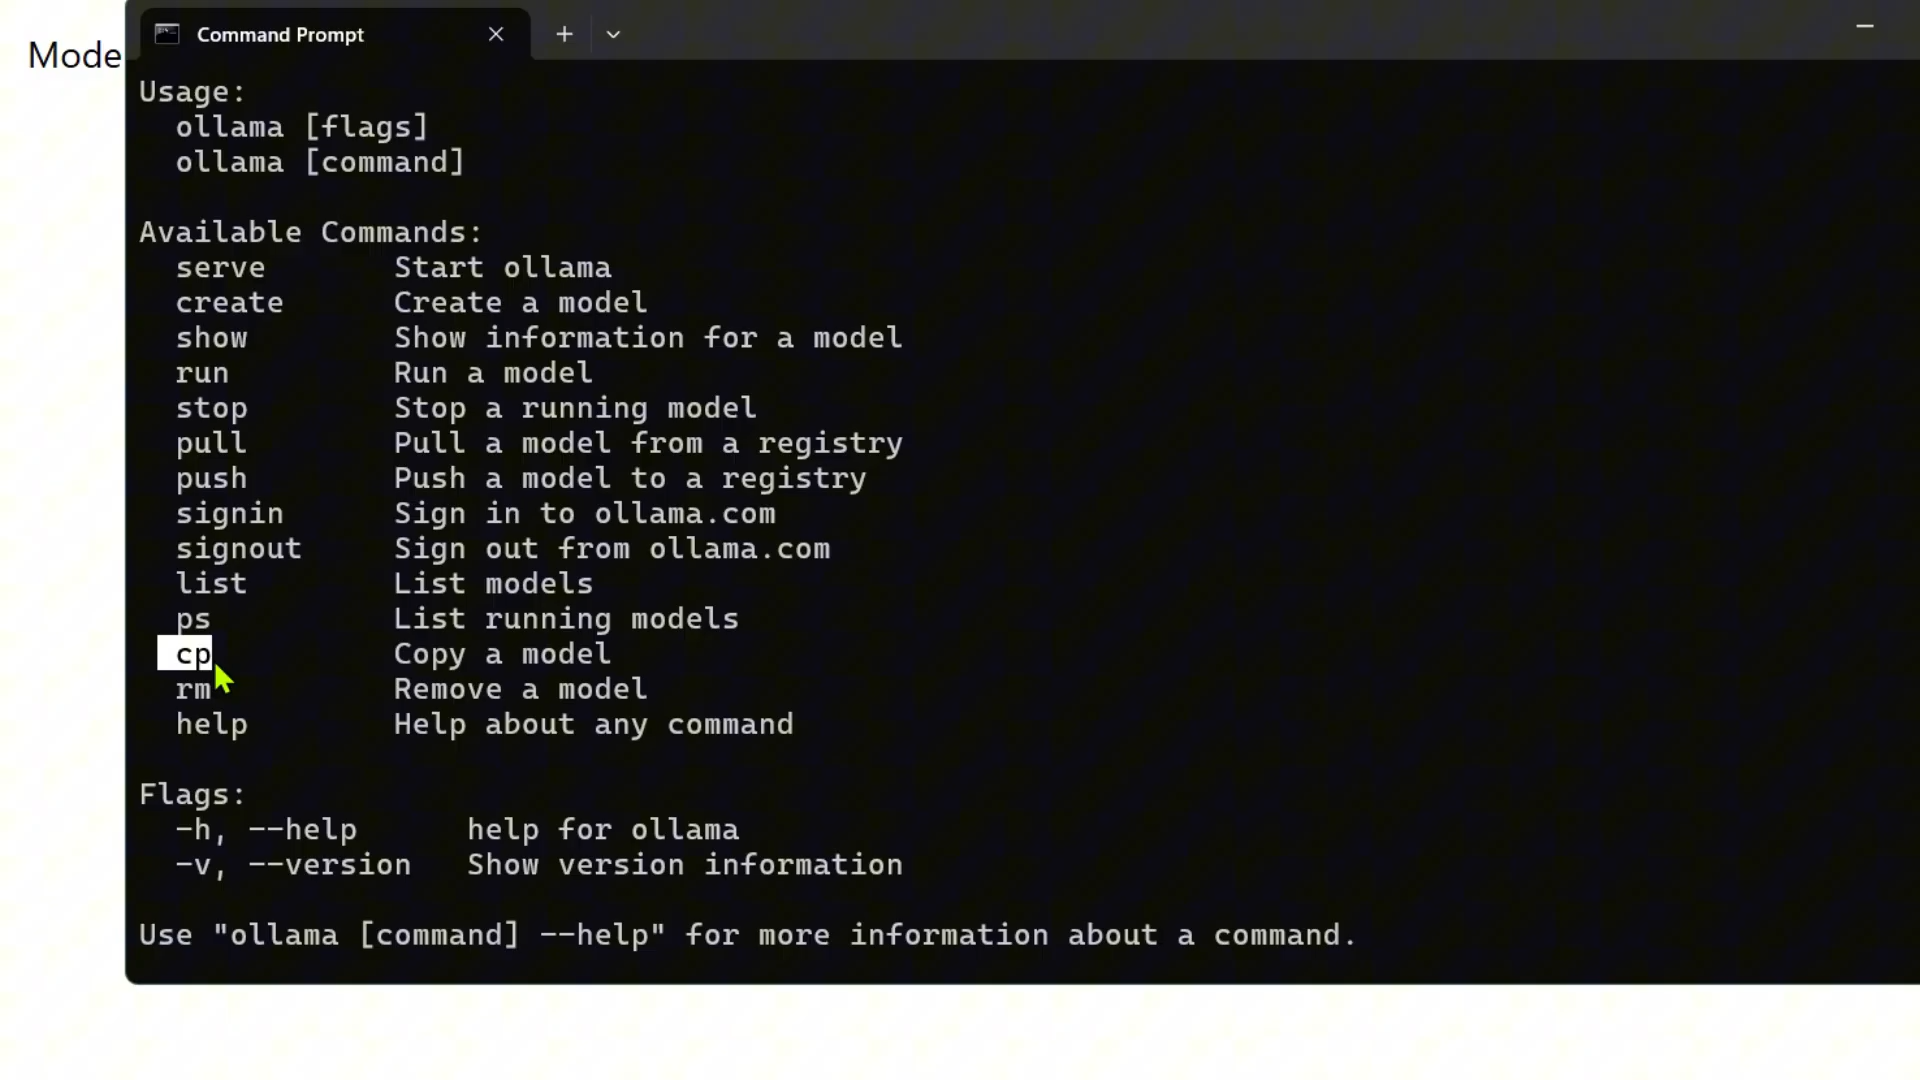 Mode
Command Prompt
Usage:
ollama [flags]
ollama [command]
Available Commands:
serve Start ollama
create Create a model
show Show information for a model
run Run a model
stop Stop a running model
pull Pull a model from a registry
push Push a model to a registry
signin Sign in to ollama.com
signout Sign out from ollama.com
list List models
ps List running models
cp Copy a model
rm Remove a model
help Help about any command
Flags:
-h, --help help for ollama
-v, --version Show version information
Use "ollama [command] --help" for more information about a command.